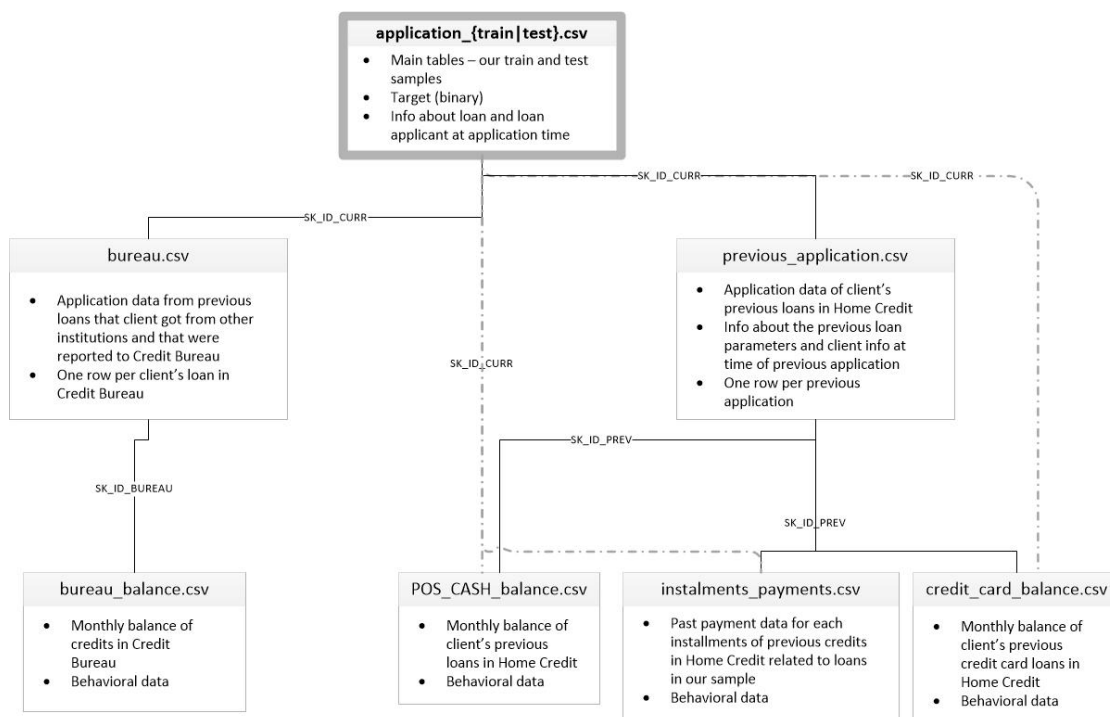 application_{train|test}.csv
• Main tables – our train and test
samples
• Target (binary)
• Info about loan and loan
applicant at application time
SK_ID_CURR
SK_ID_CURR
SK_ID_CURR
bureau.csv
• Application data from previous
loans that client got from other
institutions and that were
reported to Credit Bureau
• One row per client's loan in
Credit Bureau
previous_application.csv
• Application data of client's
previous loans in Home Credit
• Info about the previous loan
parameters and client info at
time of previous application
• One row per previous
application
SK_ID_CURR
SK_ID_PREV
SK_ID_BUREAU
SK_ID_PREV
bureau_balance.csv
• Monthly balance of
credits in Credit
Bureau
• Behavioral data
POS_CASH_balance.csv
• Monthly balance of
client's previous
loans in Home Credit
• Behavioral data
instalments_payments.csv
• Past payment data for each
installments of previous credits
in Home Credit related to loans
in our sample
• Behavioral data
credit_card_balance.csv
• Monthly balance of
client's previous
credit card loans in
Home Credit
• Behavioral data